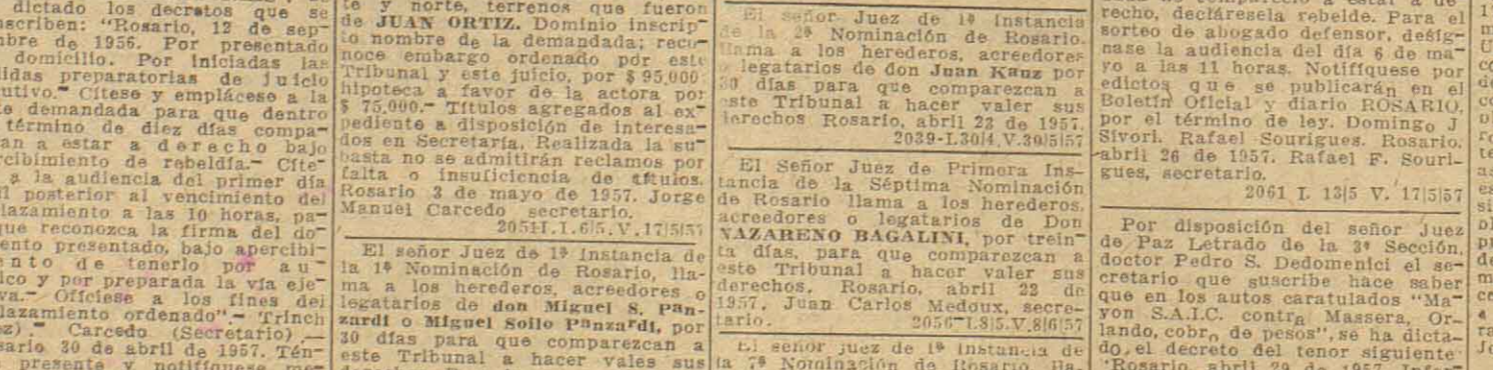 dictado los decretos que se
scriben: "Rosario, 12 de sep-
mbre de 1956. Por presentado
domicilio. Por iniciadas las
didas preparatorias de juicio
cutivo." Cítese y emplácese a la
te demandada para que dentro
término de diez días compa-
an a estar a derecho bajo
rcibimiento de rebeldía.- Cíte-
a la audiencia del primer día
il posterior al vencimiento del
lazamiento a las 10 horas, pa-
que reconozca la firma del do-
ento presentado, bajo apercibi-
ento de tenerlo por au-
ico y por preparada la vía eje-
va.- Ofíciese a los fines del
lazamiento ordenado".- Trinch
ez).- Carcedo (Secretario) —
sario 30 de abril de 1957. Tén-
presente y notifíquese me-
te y norte, terrenos que fueron
de JUAN ORTIZ. Dominio inscrip-
to nombre de la demandada; reco-
noce embargo ordenado por este
Tribunal y este juicio, por $ 95.000
hipoteca a favor de la actora por
$ 75.000.- Títulos agregados al ex-
pediente a disposición de interesa-
dos en Secretaría. Realizada la su-
basta no se admitirán reclamos por
falta o insuficiencia de títulos.
Rosario 3 de mayo de 1957. Jorge
Manuel Carcedo secretario.
2051-I.I.6|5.V.17|5|57
El señor Juez de 1ª Instancia de
la 1ª Nominación de Rosario, lla-
ma a los herederos, acreedores o
legatarios de don Miguel S. Pan-
zardi o Miguel Soilo Panzardi, por
30 días para que comparezcan a
este Tribunal a hacer vales sus
El señor Juez de 1ª Instancia
de la 2ª Nominación de Rosario.
llama a los herederos, acreedores
o legatarios de don Juan Kauz por
30 días para que comparezcan a
este Tribunal a hacer valer sus
derechos Rosario, abril 22 de 1957.
2039-I.30|4.V.30|5|57
El Señor Juez de Primera Ins-
tancia de la Séptima Nominación
de Rosario llama a los herederos,
acreedores o legatarios de Don
NAZARENO BAGALINI, por trein-
ta días, para que comparezcan a
este Tribunal a hacer valer sus
derechos. Rosario, abril 22 de
1957. Juan Carlos Medoux, secre-
tario. 2056-I.8|5.V.8|6|57
El señor juez de 1ª Instancia de
la 7ª Nominación de Rosario lla-
recho, decláresela rebelde. Para el
sorteo de abogado defensor, desíg-
nase la audiencia del día 6 de ma-
yo a las 11 horas. Notifíquese por
edictos que se publicarán en el
Boletín Oficial y diario ROSARIO,
por el término de ley. Domingo J
Sívori. Rafael Sourigues. Rosario,
abril 26 de 1957. Rafael F. Souri-
gues, secretario.
2061 I. 13|5 V. 17|5|57
Por disposición del señor Juez
de Paz Letrado de la 3ª Sección,
doctor Pedro S. Dedomenici el se-
cretario que suscribe hace saber
que en los autos caratulados "Ma-
yon S.A.I.C. contra Massera, Or-
lando, cobro de pesos", se ha dicta-
do, el decreto del tenor siguiente
"Rosario, abril 29 de 1957.